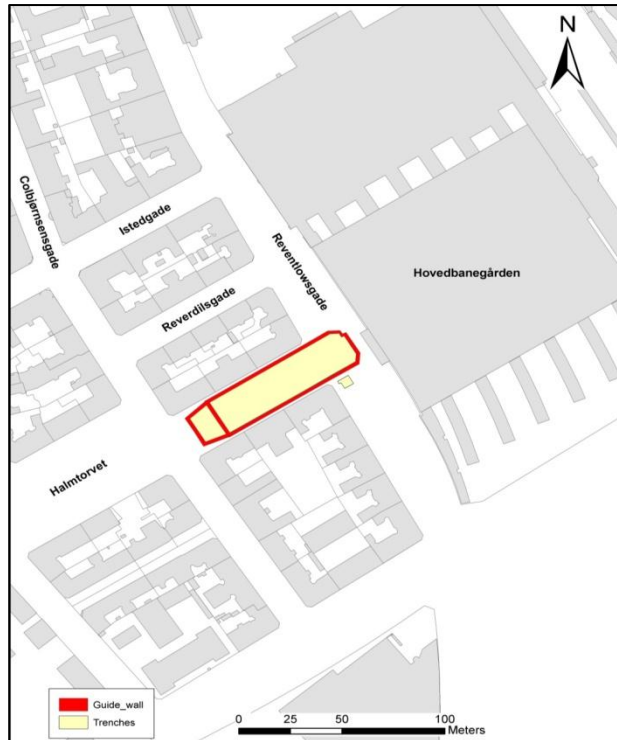 N
Colbjørnsensgade
Istedgade
Reventlowsgade
Hovedbanegården
Reverdilsgade
Halmtorvet
Guide_wall
Trenches
0 25 50 100
Meters